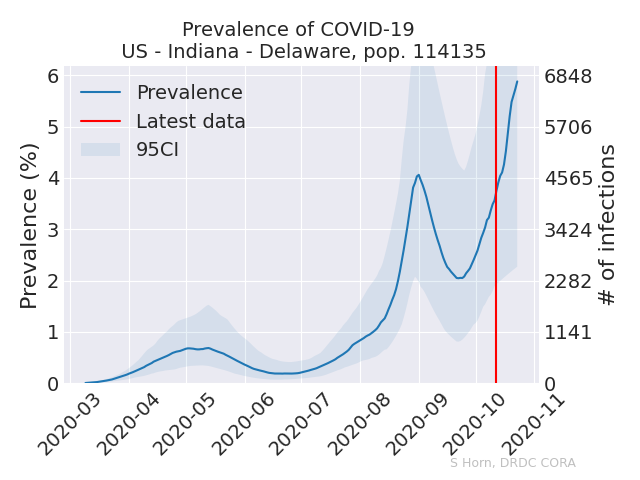 Prevalence of COVID-19
US - Indiana - Delaware, pop. 114135
Prevalence
Latest data
95CI
Prevalence (%)
6
5
4
3
2
1
0
6848
5706
4565
3424
2282
1141
0
# of infections
2020-03
2020-04
2020-05
2020-06
2020-07
2020-08
2020-09
2020-10
2020-11
S Horn, DRDC CORA